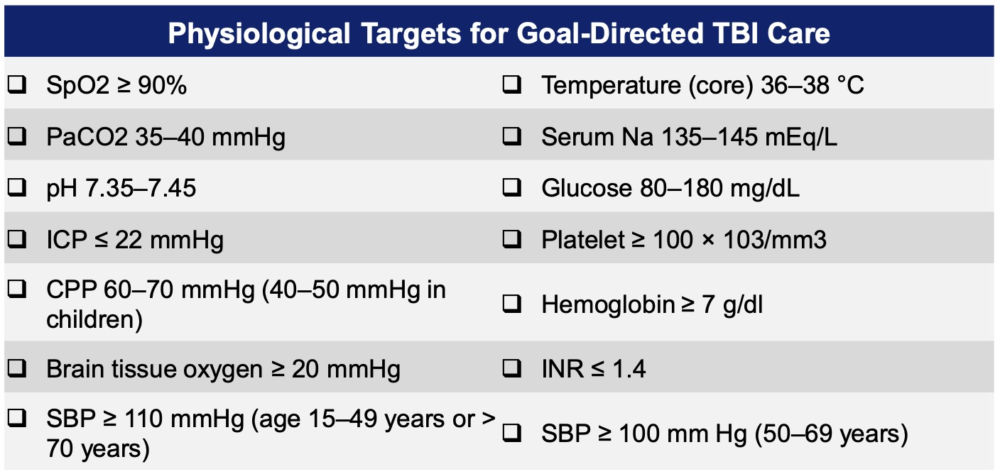 Physiological Targets for Goal-Directed TBI Care
❑ SpO2 ≥ 90%
❑ Temperature (core) 36–38 °C
❑ PaCO2 35–40 mmHg
❑ Serum Na 135–145 mEq/L
❑ pH 7.35–7.45
❑ Glucose 80–180 mg/dL
❑ ICP ≤ 22 mmHg
❑ Platelet ≥ 100 × 103/mm3
❑ CPP 60–70 mmHg (40–50 mmHg in
children)
❑ Hemoglobin ≥ 7 g/dl
❑ Brain tissue oxygen ≥ 20 mmHg
❑ INR ≤ 1.4
❑ SBP ≥ 110 mmHg (age 15–49 years or >
70 years)
❑ SBP ≥ 100 mm Hg (50–69 years)